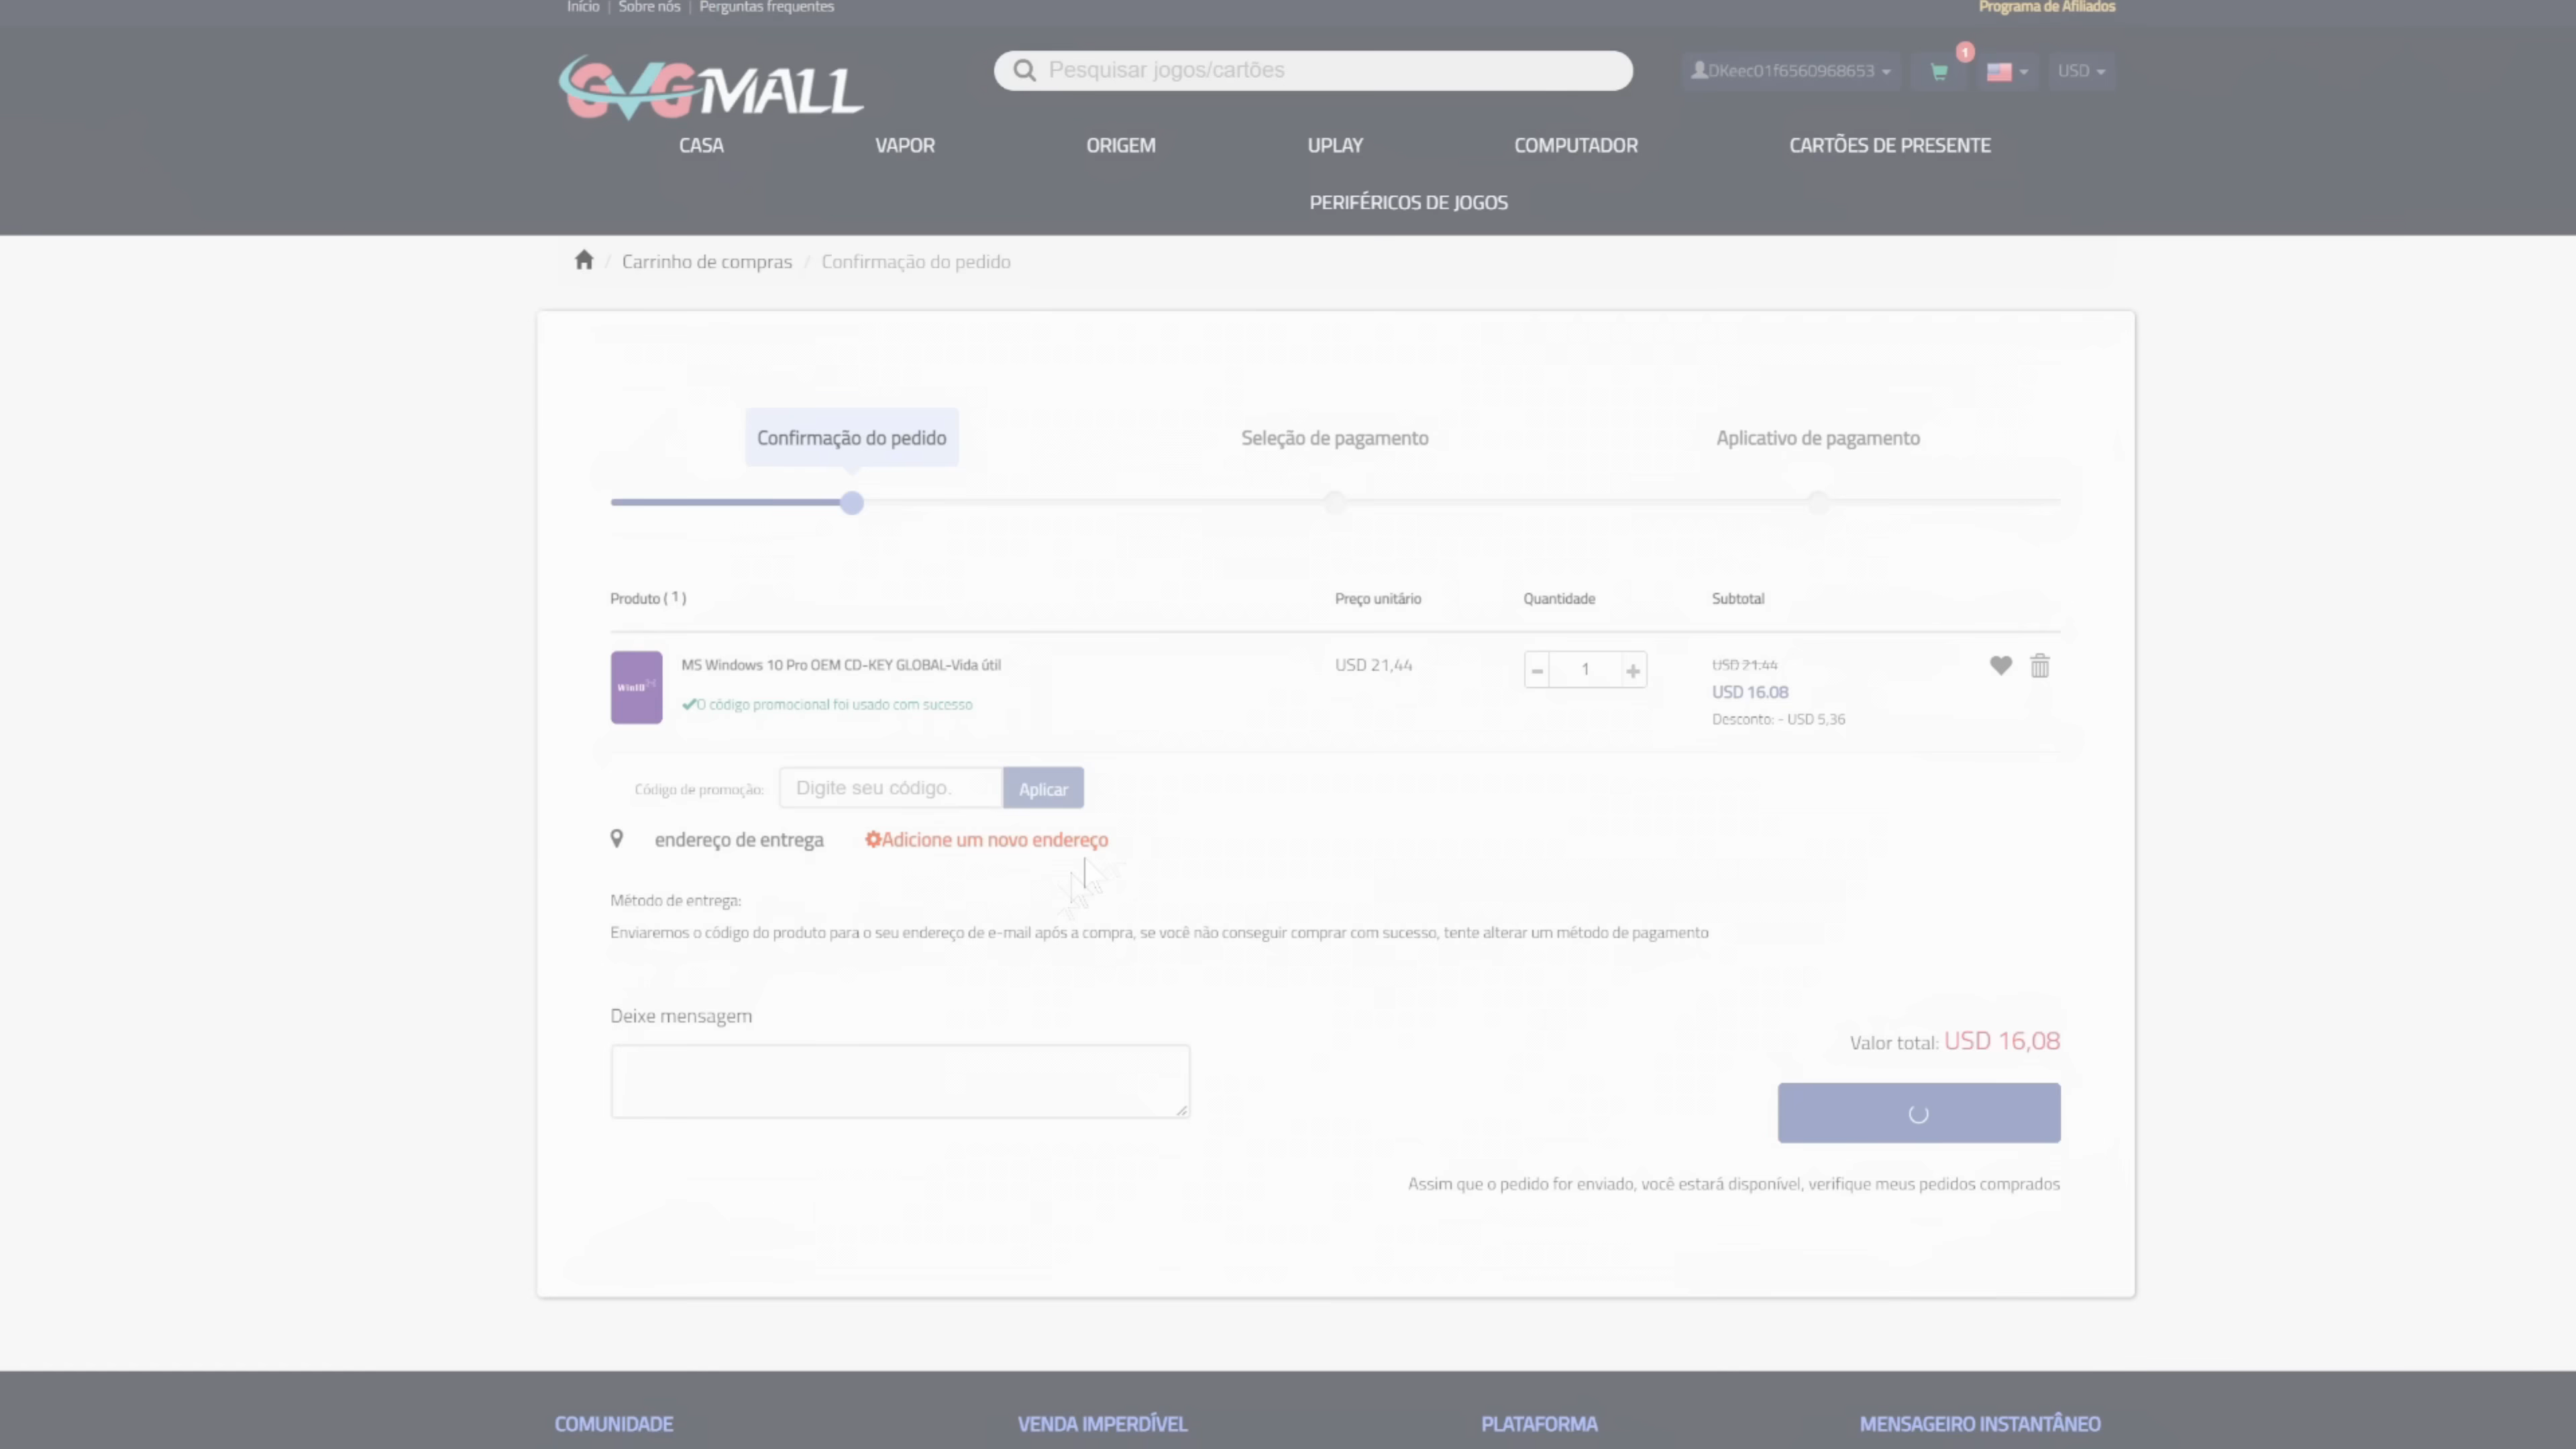 Início | Sobre nós | Perguntas frequentes
Programa de Afiliados
GVGMALL
Pesquisar jogos/cartões
DKeec01f6560968653
1
USD
CASA
VAPOR
ORIGEM
UPLAY
COMPUTADOR
CARTÕES DE PRESENTE
PERIFÉRICOS DE JOGOS
/ Carrinho de compras / Confirmação do pedido
Confirmação do pedido
Seleção de pagamento
Aplicativo de pagamento
Produto ( 1 )
Preço unitário
Quantidade
Subtotal
Win10
MS Windows 10 Pro OEM CD-KEY GLOBAL-Vida útil
USD 21,44
1
USD 21.44
USD 16.08
O código promocional foi usado com sucesso
Desconto: - USD 5,36
Código de promoção:
Digite seu código.
Aplicar
endereço de entrega
Adicione um novo endereço
Método de entrega:
Enviaremos o código do produto para o seu endereço de e-mail após a compra, se você não conseguir comprar com sucesso, tente alterar um método de pagamento
Deixe mensagem
Valor total: USD 16,08
Assim que o pedido for enviado, você estará disponível, verifique meus pedidos comprados
COMUNIDADE
VENDA IMPERDÍVEL
PLATAFORMA
MENSAGEIRO INSTANTÂNEO